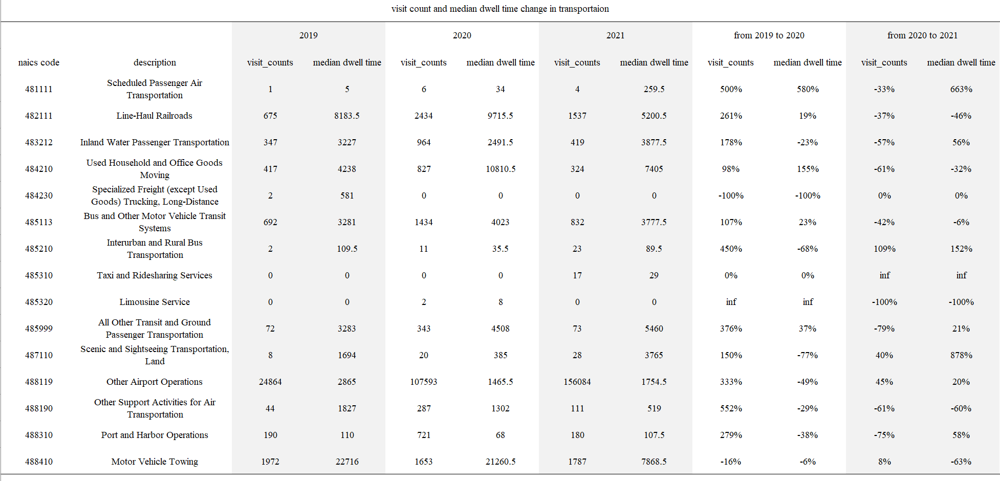 visit count and median dwell time change in transportaion
2019 2020 2021 from 2019 to 2020 from 2020 to 2021
naics code description visit_counts median dwell time visit_counts median dwell time visit_counts median dwell time visit_counts median dwell time visit_counts median dwell time
481111 Scheduled Passenger Air Transportation 1 5 6 34 4 259.5 500% 580% -33% 663%
482111 Line-Haul Railroads 675 8183.5 2434 9715.5 1537 5200.5 261% 19% -37% -46%
483212 Inland Water Passenger Transportation 347 3227 964 2491.5 419 3877.5 178% -23% -57% 56%
484210 Used Household and Office Goods Moving 417 4238 827 10810.5 324 7405 98% 155% -61% -32%
484230 Specialized Freight (except Used Goods) Trucking, Long-Distance 2 581 0 0 0 0 -100% -100% 0% 0%
485113 Bus and Other Motor Vehicle Transit Systems 692 3281 1434 4023 832 3777.5 107% 23% -42% -6%
485210 Interurban and Rural Bus Transportation 2 109.5 11 35.5 23 89.5 450% -68% 109% 152%
485310 Taxi and Ridesharing Services 0 0 0 0 17 29 0% 0% inf inf
485320 Limousine Service 0 0 2 8 0 0 inf inf -100% -100%
485999 All Other Transit and Ground Passenger Transportation 72 3283 343 4508 73 5460 376% 37% -79% 21%
487110 Scenic and Sightseeing Transportation, Land 8 1694 20 385 28 3765 150% -77% 40% 878%
488119 Other Airport Operations 24864 2865 107593 1465.5 156084 1754.5 333% -49% 45% 20%
488190 Other Support Activities for Air Transportation 44 1827 287 1302 111 519 552% -29% -61% -60%
488310 Port and Harbor Operations 190 110 721 68 180 107.5 279% -38% -75% 58%
488410 Motor Vehicle Towing 1972 22716 1653 21260.5 1787 7868.5 -16% -6% 8% -63%